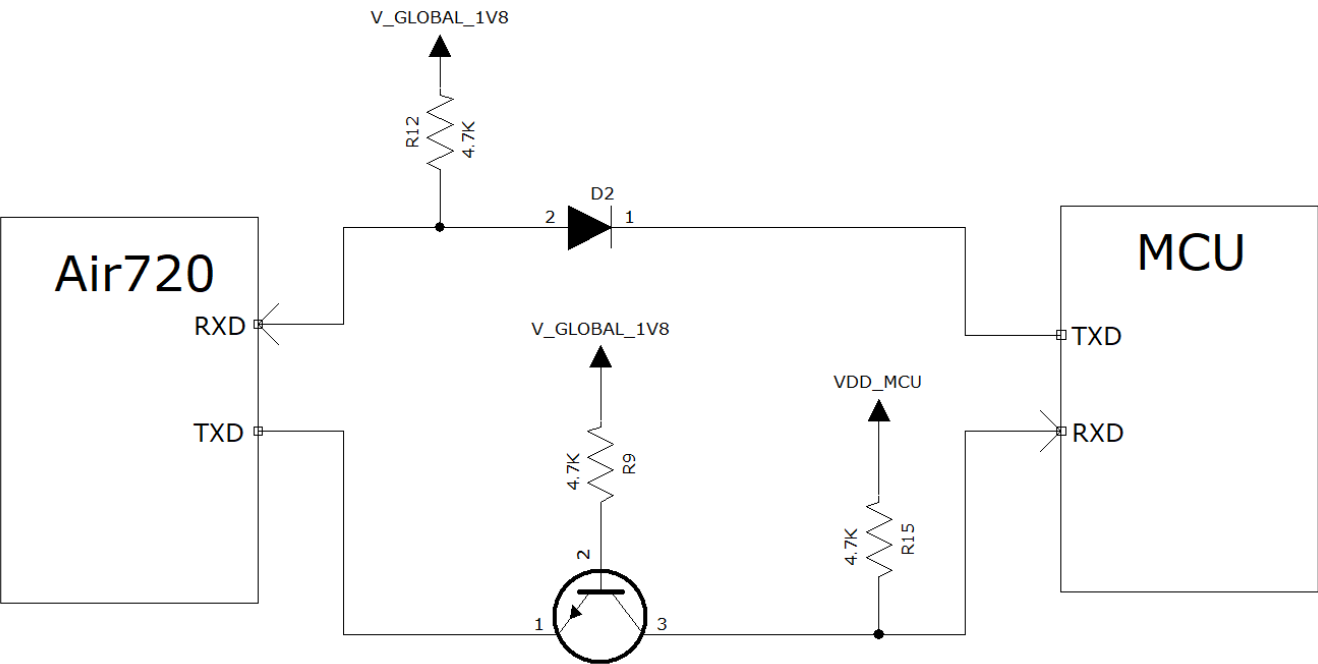 V_GLOBAL_1V8
R12
4.7K
D2
2
1
Air720
MCU
RXD
V_GLOBAL_1V8
TXD
VDD_MCU
TXD
RXD
4.7K
R9
4.7K
R15
2
1
3